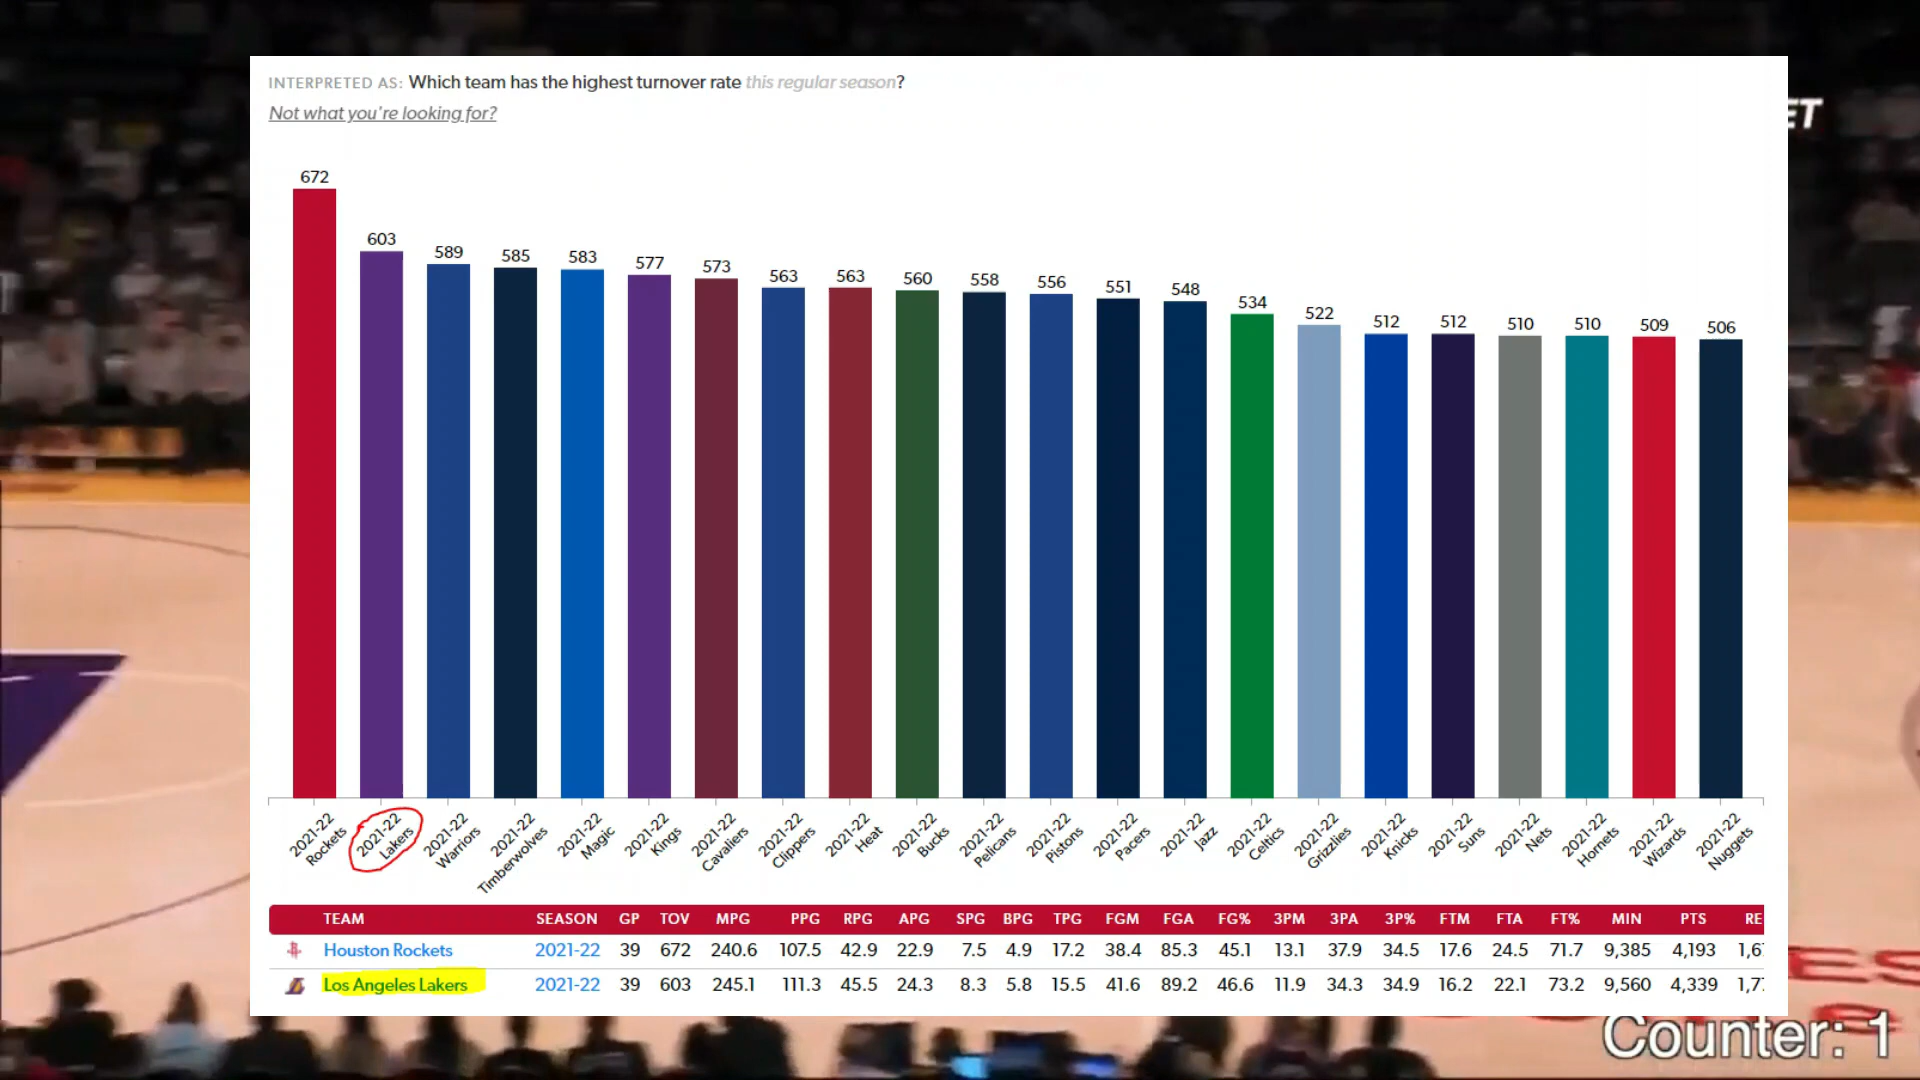 INTERPRETED AS: Which team has the highest turnover rate this regular season?
Not what you're looking for?
ET
672
603
589
585
583
577
573
563
563
560
558
556
551
548
534
522
512
512
510
510
509
506
2021-22 Rockets
2021-22 Lakers
2021-22 Warriors
2021-22 Timberwolves
2021-22 Magic
2021-22 Kings
2021-22 Cavaliers
2021-22 Clippers
2021-22 Heat
2021-22 Bucks
2021-22 Pelicans
2021-22 Pistons
2021-22 Pacers
2021-22 Jazz
2021-22 Celtics
2021-22 Grizzlies
2021-22 Knicks
2021-22 Suns
2021-22 Nets
2021-22 Hornets
2021-22 Wizards
2021-22 Nuggets
TEAM SEASON GP TOV MPG PPG RPG APG SPG BPG TPG FGM FGA FG% 3PM 3PA 3P% FTM FTA FT% MIN PTS RE
Houston Rockets 2021-22 39 672 240.6 107.5 42.9 22.9 7.5 4.9 17.2 38.4 85.3 45.1 13.1 37.9 34.5 17.6 24.5 71.7 9,385 4,193 1,6
Los Angeles Lakers 2021-22 39 603 245.1 111.3 45.5 24.3 8.3 5.8 15.5 41.6 89.2 46.6 11.9 34.3 34.9 16.2 22.1 73.2 9,560 4,339 1,7
Counter: 1